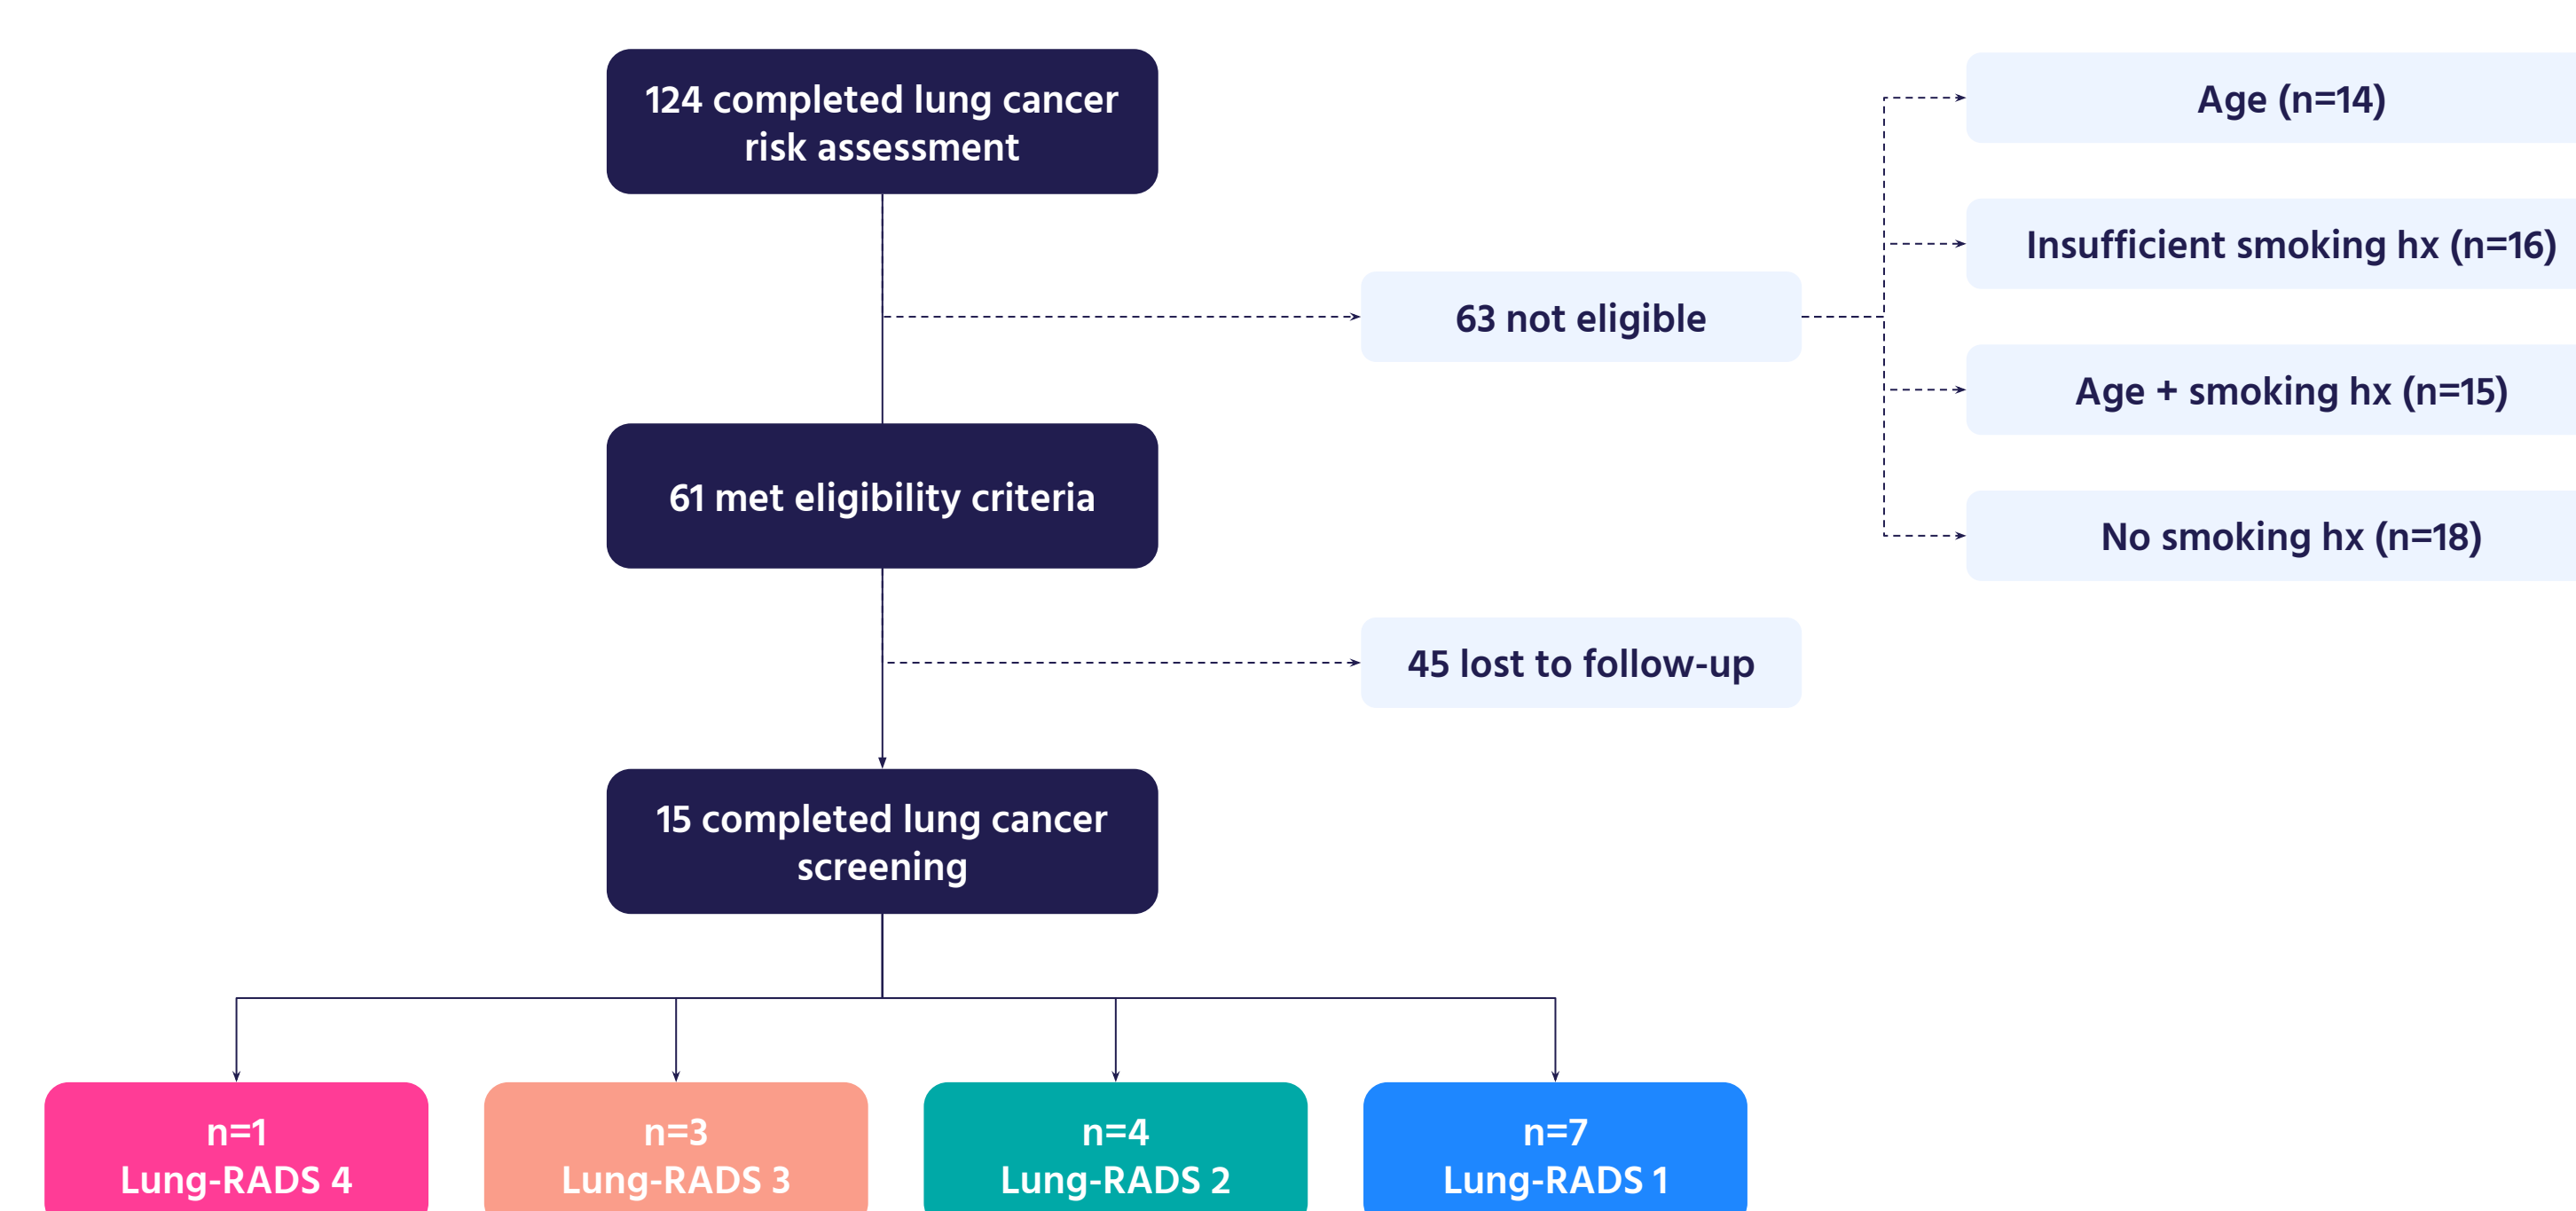 124 completed lung cancer
risk assessment
Age (n=14)
Insufficient smoking hx (n=16)
63 not eligible
Age + smoking hx (n=15)
61 met eligibility criteria
No smoking hx (n=18)
45 lost to follow-up
15 completed lung cancer
screening
n=1
Lung-RADS 4
n=3
Lung-RADS 3
n=4
Lung-RADS 2
n=7
Lung-RADS 1